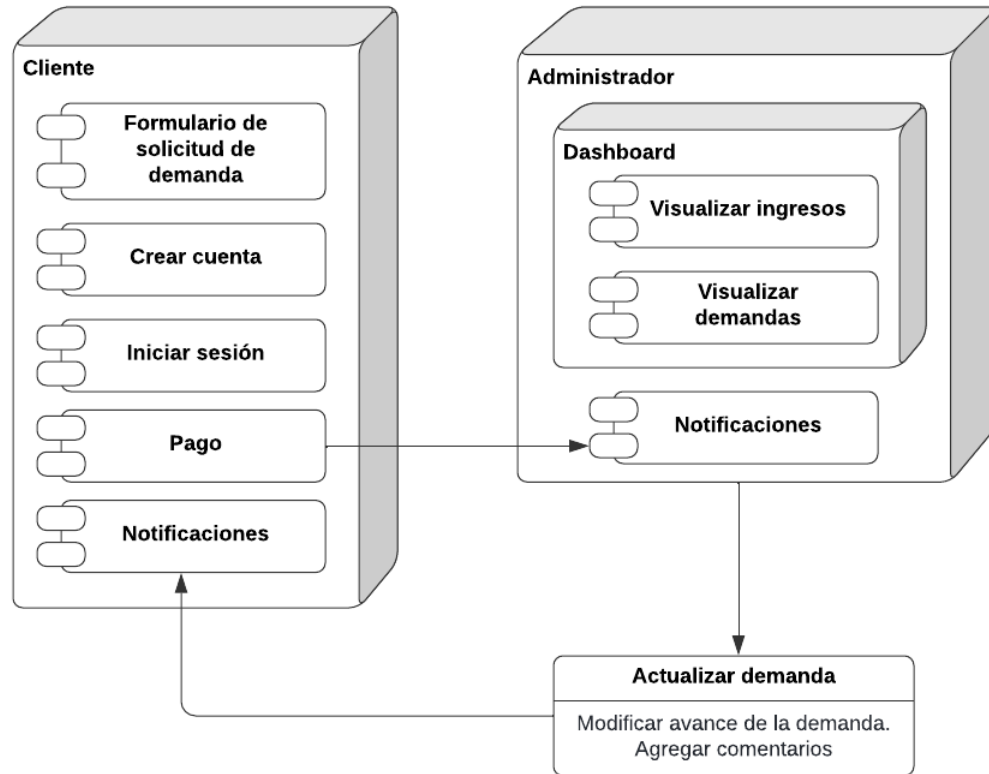 Cliente
Formulario de
solicitud de
demanda
Crear cuenta
Iniciar sesión
Pago
Notificaciones
Administrador
Dashboard
Visualizar ingresos
Visualizar
demandas
Notificaciones
Actualizar demanda
Modificar avance de la demanda.
Agregar comentarios